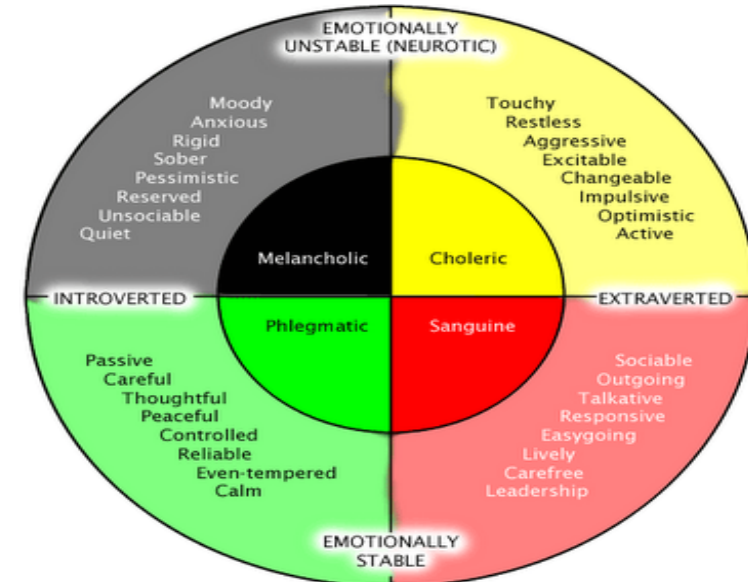 EMOTIONALLY
UNSTABLE (NEUROTIC)
Moody
Anxious
Rigid
Sober
Pessimistic
Reserved
Unsociable
Quiet
Touchy
Restless
Aggressive
Excitable
Changeable
Impulsive
Optimistic
Active
Melancholic
Choleric
INTROVERTED
EXTRAVERTED
Phlegmatic
Sanguine
Passive
Careful
Thoughtful
Peaceful
Controlled
Reliable
Even-tempered
Calm
Sociable
Outgoing
Talkative
Responsive
Easygoing
Lively
Carefree
Leadership
EMOTIONALLY
STABLE